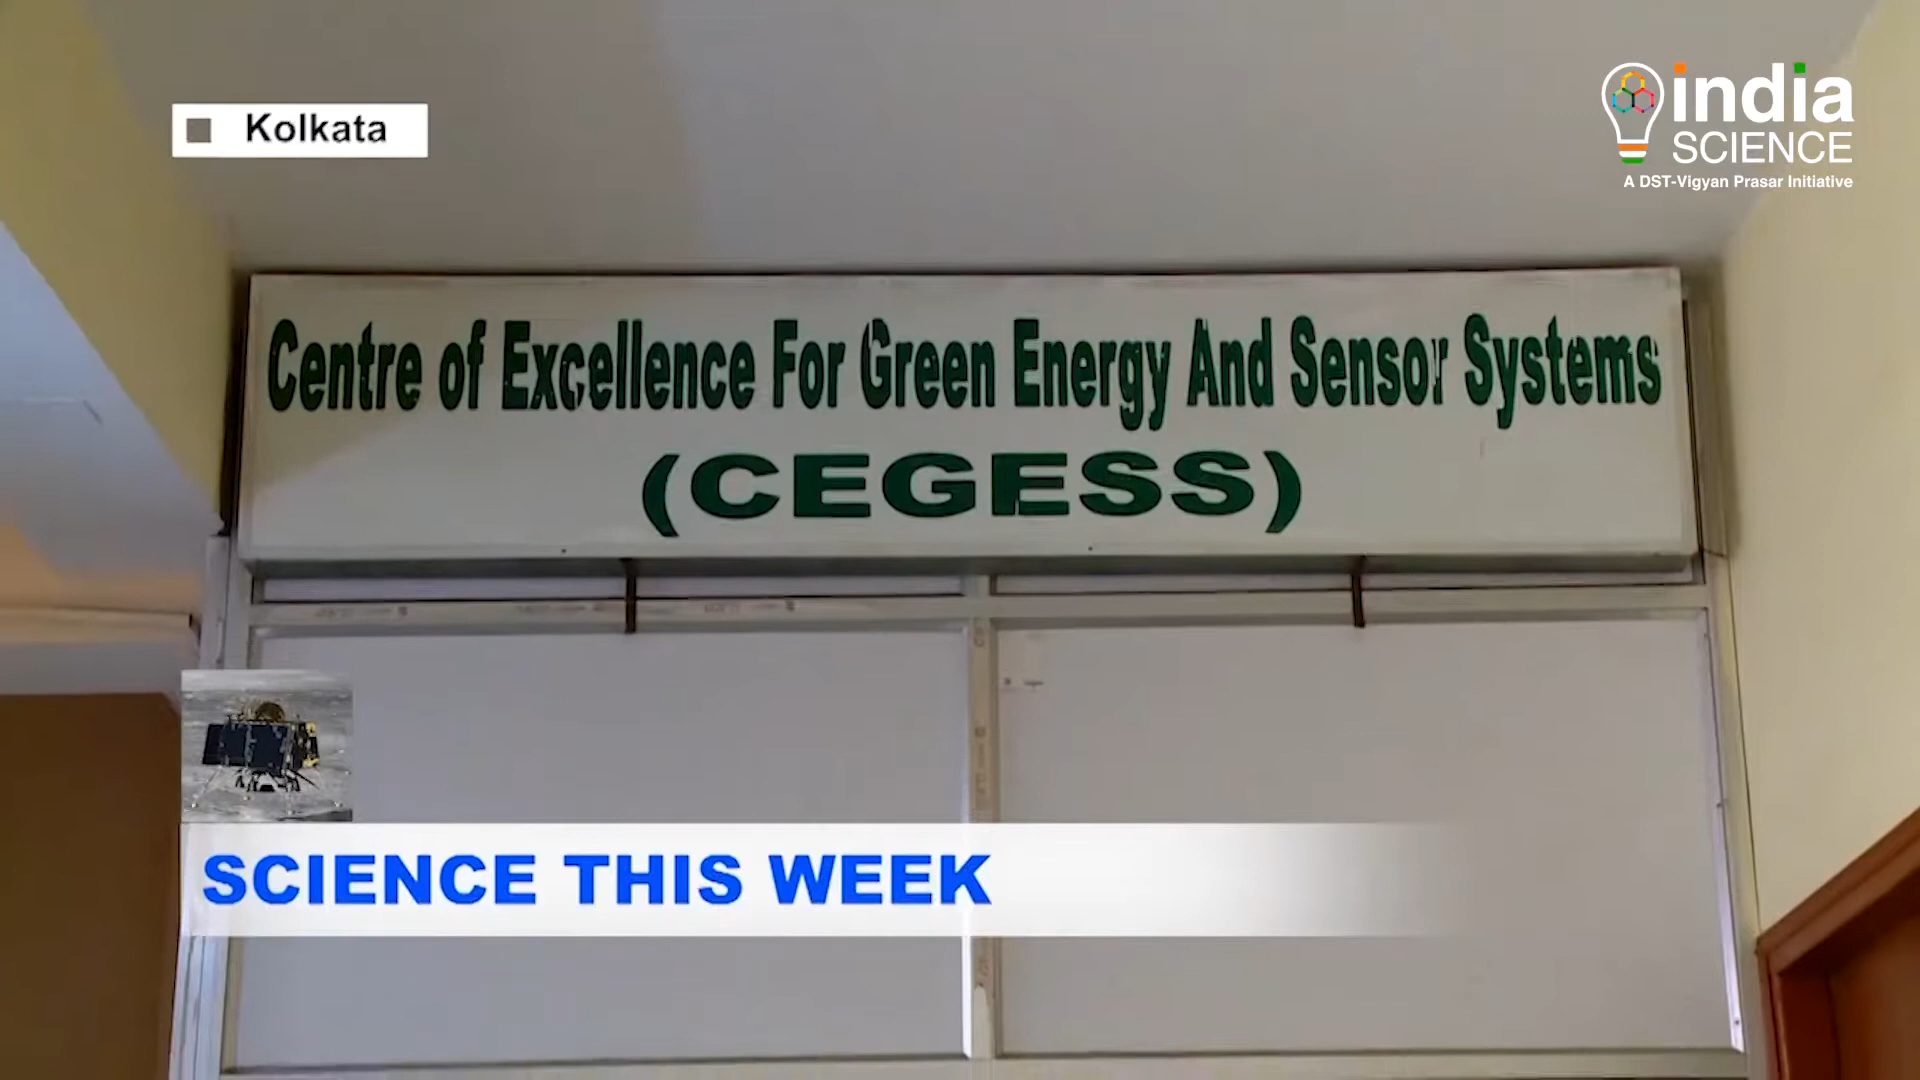 Kolkata
india
SCIENCE
A DST-Vigyan Prasar Initiative
Centre of Excellence For Green Energy And Sensor Systems
(CEGESS)
SCIENCE THIS WEEK